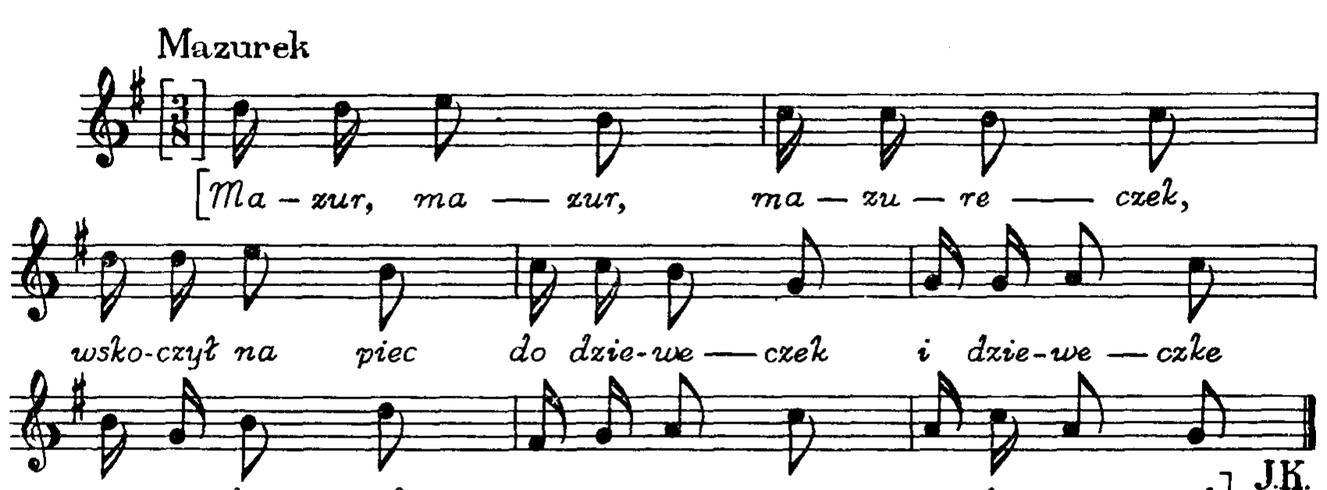 Mazurek
[3/8]
[Ma – zur, ma — zur, ma — zu – re — czek,
wsko-czył na piec do dzie-we — czek i dzie-we — czke
] J.K.